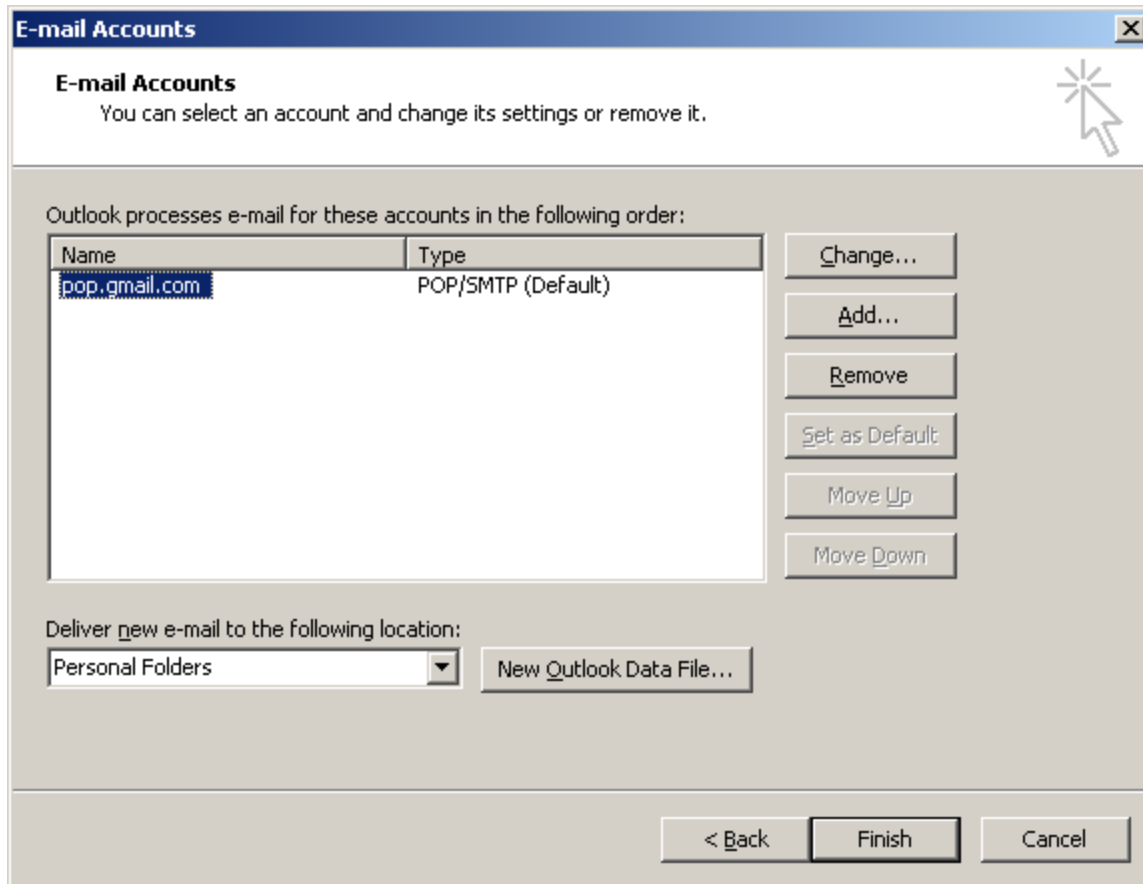 E-mail Accounts
E-mail Accounts
You can select an account and change its settings or remove it.
Outlook processes e-mail for these accounts in the following order:
Name Type
pop.gmail.com POP/SMTP (Default)
Change...
Add...
Remove
Set as Default
Move Up
Move Down
Deliver new e-mail to the following location:
Personal Folders New Outlook Data File...
< Back Finish Cancel